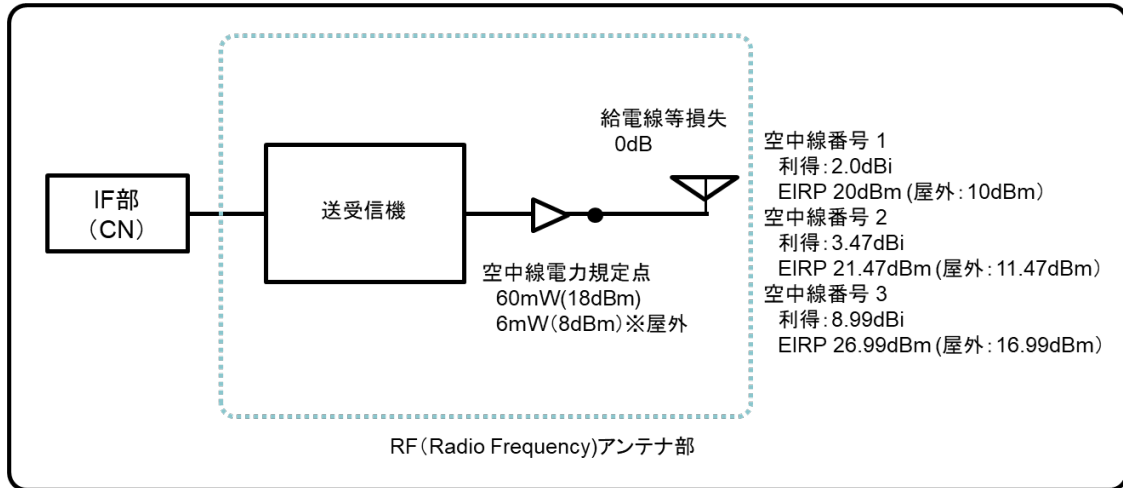 IF部
（CN）
送受信機
給電線等損失
0dB
空中線電力規定点
60mW(18dBm)
6mW（8dBm）※屋外
空中線番号 1
利得：2.0dBi
EIRP 20dBm (屋外：10dBm）
空中線番号 2
利得：3.47dBi
EIRP 21.47dBm (屋外：11.47dBm）
空中線番号 3
利得：8.99dBi
EIRP 26.99dBm (屋外：16.99dBm）
RF（Radio Frequency)アンテナ部